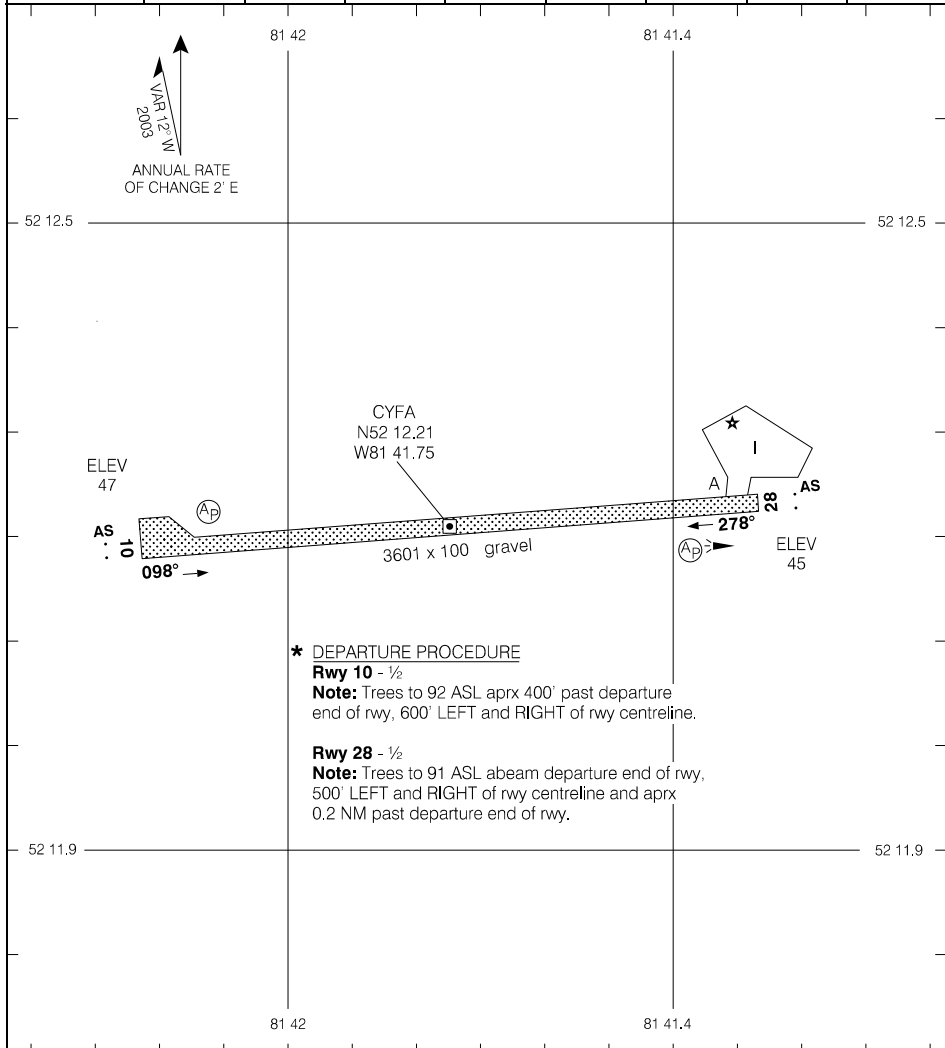 81 42
81 41.4
VAR 12° W
2003
ANNUAL RATE
OF CHANGE 2' E
52 12.5
52 12.5
CYFA
N52 12.21
W81 41.75
ELEV
47
AP
I
A
AS
28
278°
AS
10
098°
3601 x 100 gravel
AP
ELEV
45
* DEPARTURE PROCEDURE
Rwy 10 - ½
Note: Trees to 92 ASL aprx 400' past departure
end of rwy, 600' LEFT and RIGHT of rwy centreline.
Rwy 28 - ½
Note: Trees to 91 ASL abeam departure end of rwy,
500' LEFT and RIGHT of rwy centreline and aprx
0.2 NM past departure end of rwy.
52 11.9
52 11.9
81 42
81 41.4